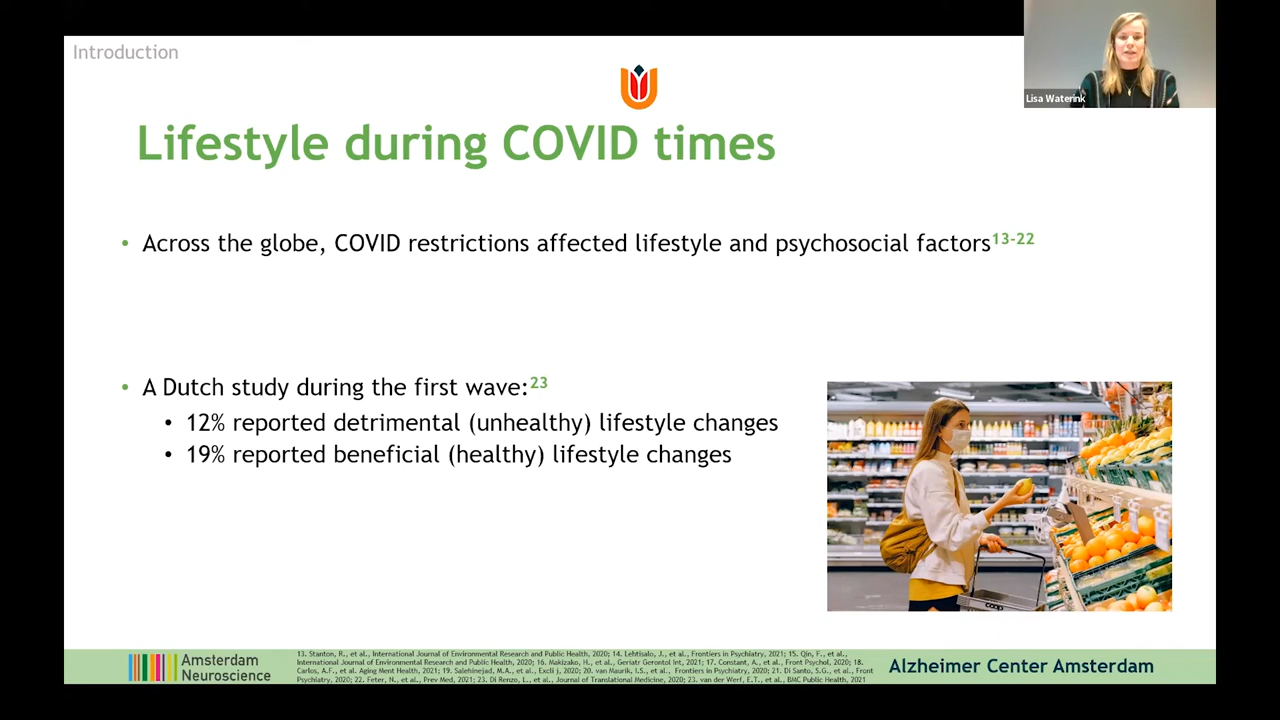 Introduction
Lisa Waterink
Lifestyle during COVID times
• Across the globe, COVID restrictions affected lifestyle and psychosocial factors13-22
• A Dutch study during the first wave:23
• 12% reported detrimental (unhealthy) lifestyle changes
• 19% reported beneficial (healthy) lifestyle changes
coop
Amsterdam
Neuroscience
13. Stanton, R., et al., International Journal of Environmental Research and Public Health, 2020; 14. Lehtisalo, J., et al., Frontiers in Psychiatry, 2021; 15. Qin, F., et al.,
International Journal of Environmental Research and Public Health, 2020; 16. Makizako, H., et al., Geriatr Gerontol Int, 2021; 17. Constant, A., et al., Front Psychol, 2020; 18.
Carlos, A.F., et al. Aging Ment Health, 2021; 19. Salehinejad, M.A., et al., Excli j, 2020; 20. van Maurik, I.S., et al., Frontiers in Psychiatry, 2020; 21. Di Santo, S.G., et al., Front
Psychiatry, 2020; 22. Feter, N., et al., Prev Med, 2021; 23. Di Renzo, L., et al., Journal of Translational Medicine, 2020; 23. van der Werf, E.T., et al., BMC Public Health, 2021
Alzheimer Center Amsterdam